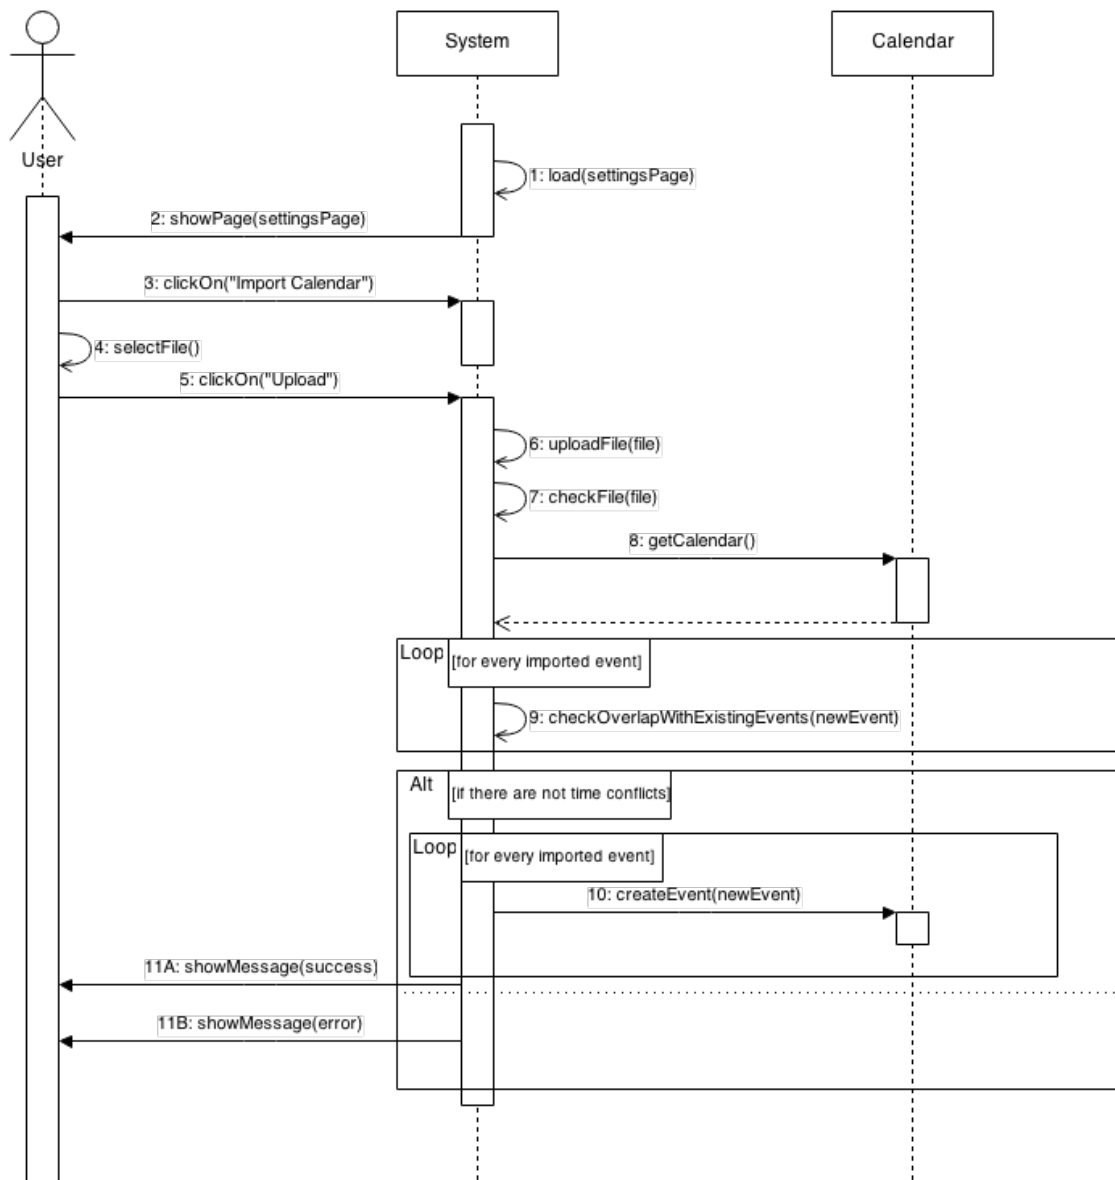 System
Calendar
User
1: load(settingsPage)
2: showPage(settingsPage)
3: clickOn("Import Calendar")
4: selectFile()
5: clickOn("Upload")
6: uploadFile(file)
7: checkFile(file)
8: getCalendar()
Loop
[for every imported event]
9: checkOverlapWithExistingEvents(newEvent)
Alt
[if there are not time conflicts]
Loop
[for every imported event]
10: createEvent(newEvent)
11A: showMessage(success)
11B: showMessage(error)